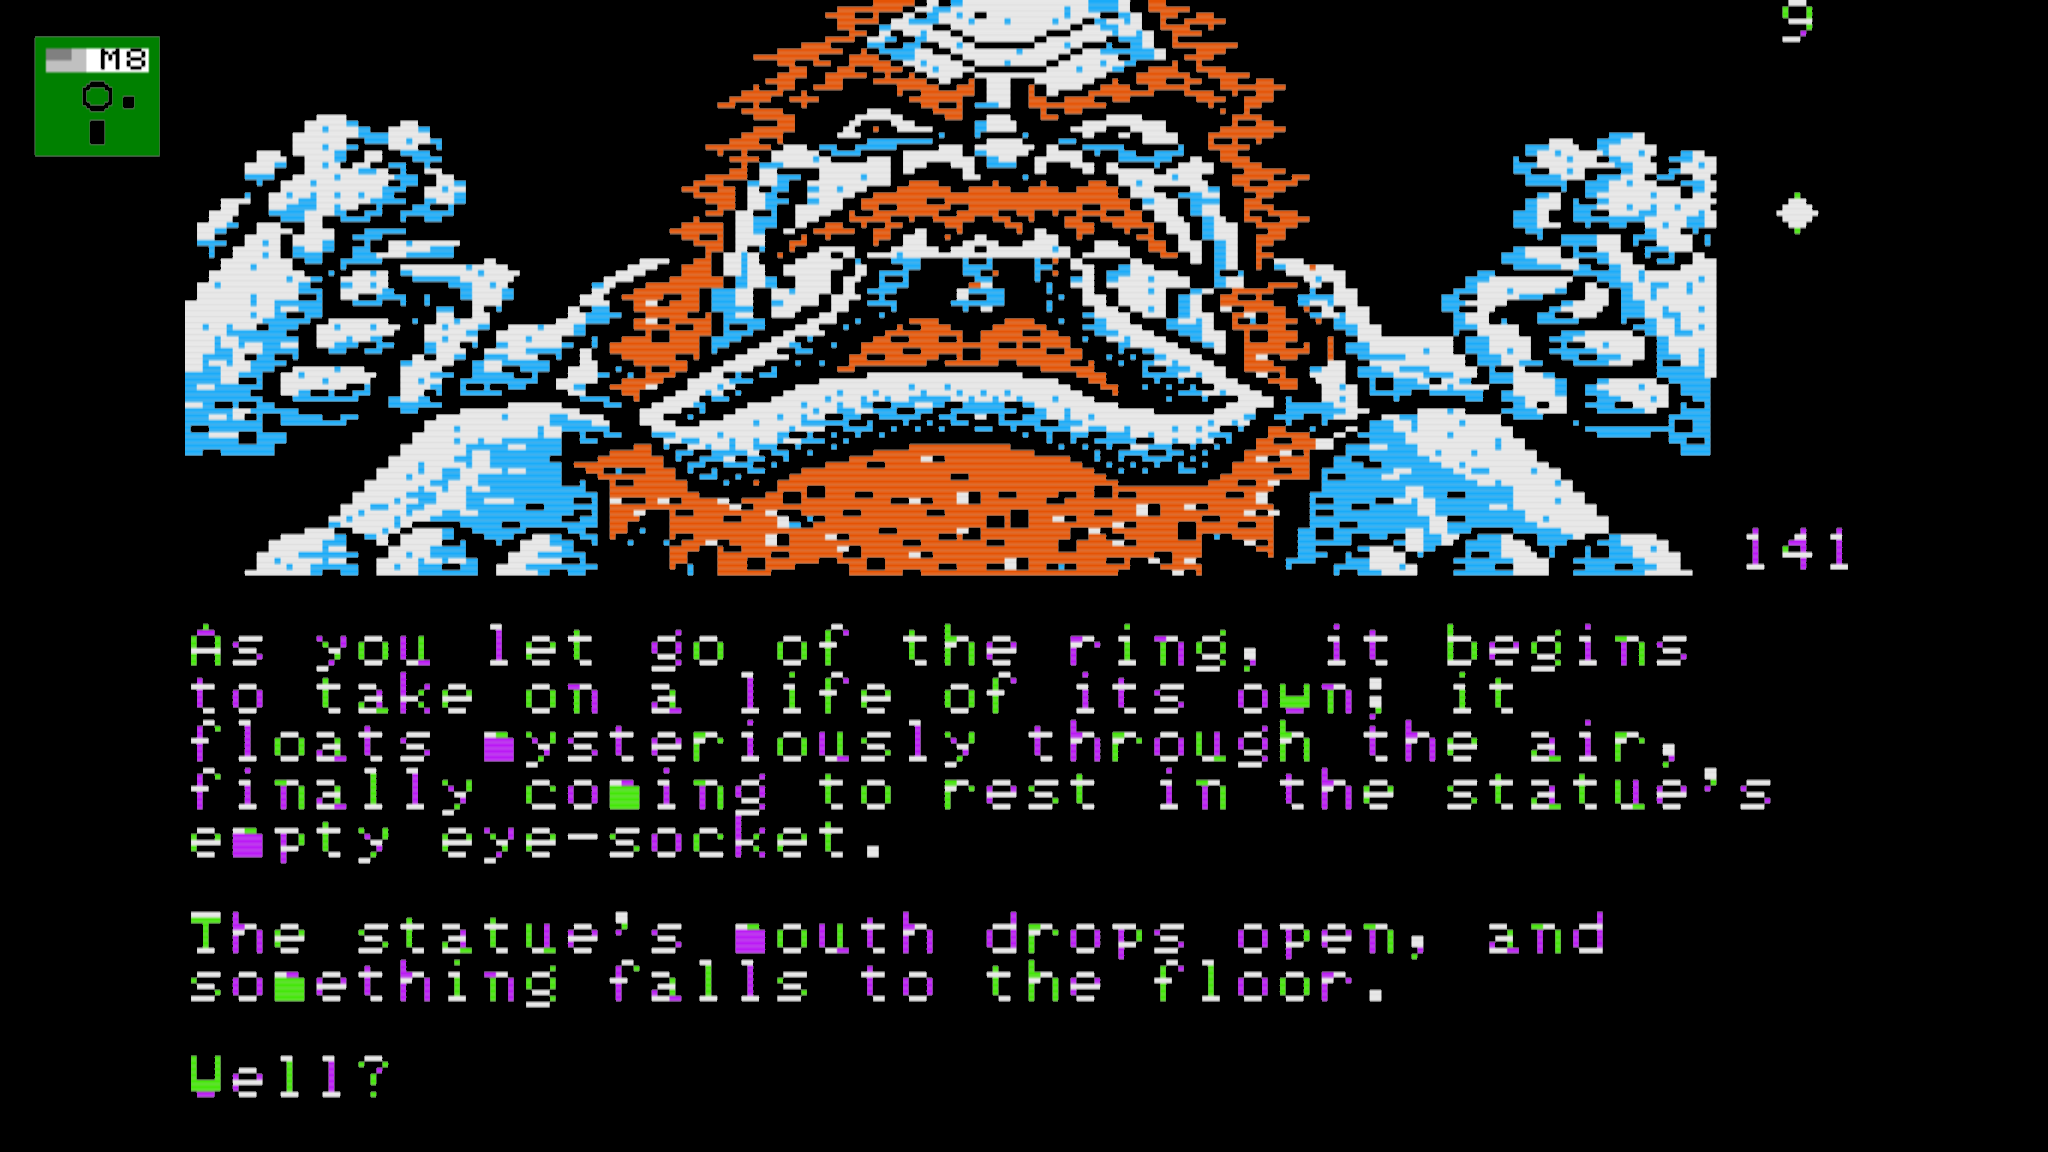 9
M8
141
As you let go of the ring, it begins
to take on a life of its own; it
floats mysteriously through the air,
finally coming to rest in the statue's
empty eye-socket.
The statue's mouth drops open, and
something falls to the floor.
Well?